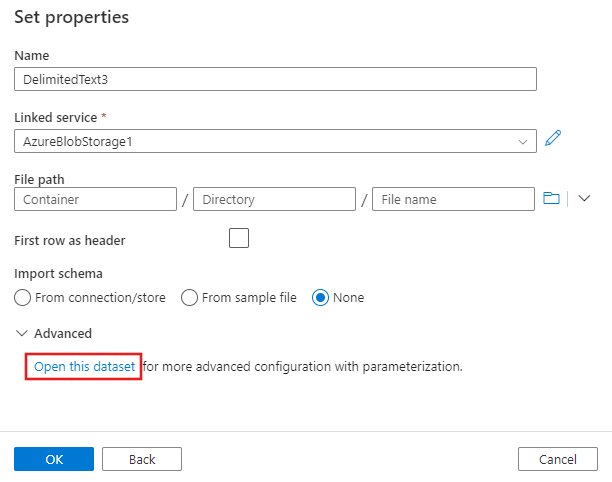 Set properties
Name
DelimitedText3
Linked service *
AzureBlobStorage1
File path
Container / Directory / File name
First row as header
Import schema
From connection/store From sample file None
Advanced
Open this dataset for more advanced configuration with parameterization.
OK Back Cancel